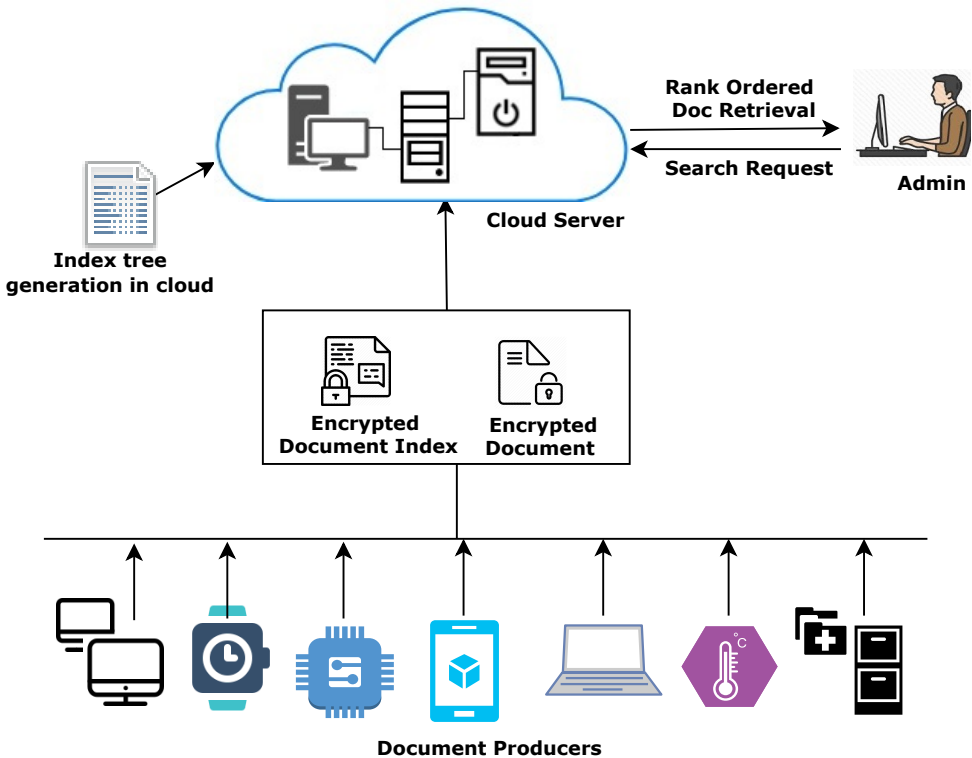 Rank Ordered
Doc Retrieval
Search Request
Admin
Cloud Server
Index tree
generation in cloud
Encrypted
Document Index
Encrypted
Document
°C
Document Producers